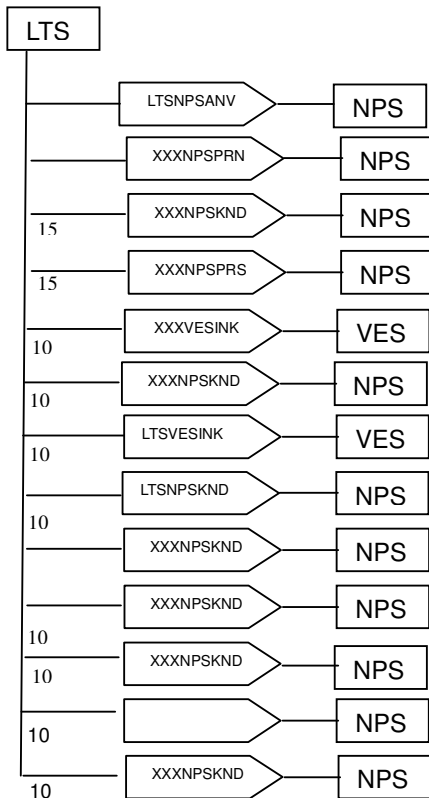 LTS
LTSNPSANV NPS
XXXNPSPRN NPS
15 XXXNPSKND NPS
15 XXXNPSPRS NPS
10 XXXVESINK VES
10 XXXNPSKND NPS
10 LTSVESINK VES
10 LTSNPSKND NPS
XXXNPSKND NPS
10 XXXNPSKND NPS
10 XXXNPSKND NPS
10 NPS
10 XXXNPSKND NPS